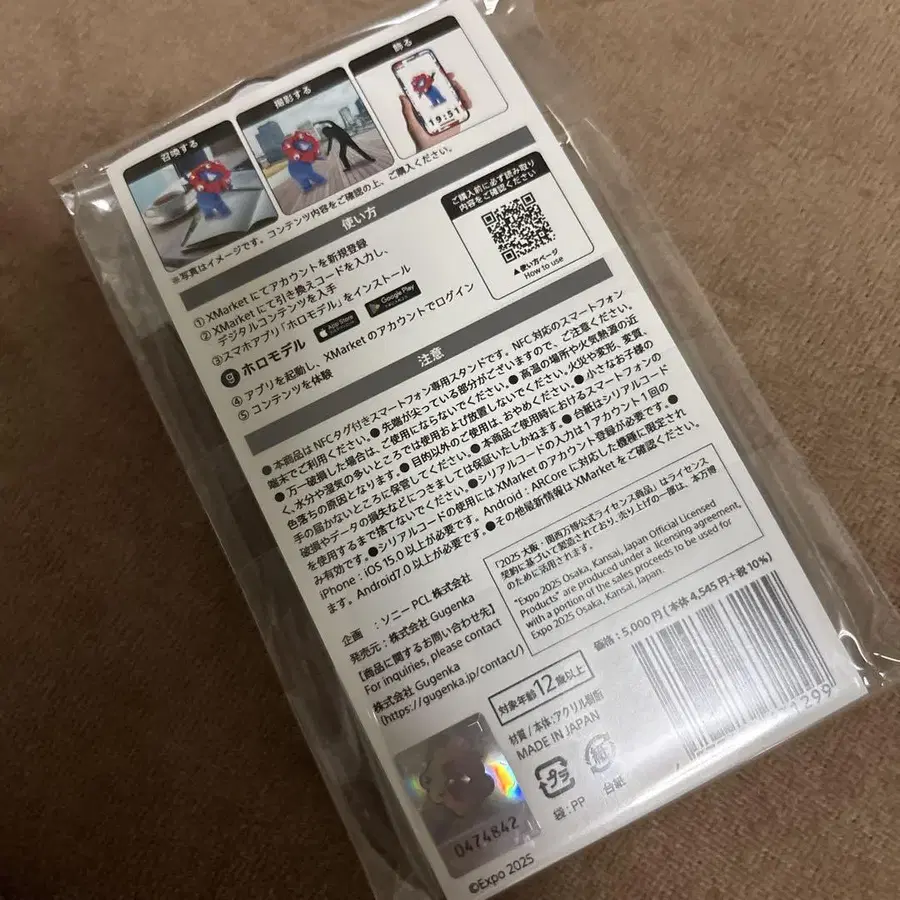 召喚する
撮影する
飾る
19:51
※写真はイメージです。コンテンツ内容をご確認の上、ご購入ください。
使い方
ご購入前に必ず読み取り
内容をご確認ください
▲使い方ページ
How to use
① XMarket にてアカウントを新規登録
② XMarket にて引き換えコードを入力し、
デジタルコンテンツを入手
③スマホアプリ「ホロモデル」をインストール
ホロモデル
App Store
Google Play
④ アプリを起動し、XMarket のアカウントでログイン
⑤ コンテンツを体験
注意
●本商品は NFCタグ付きスマートフォン専用スタンドです。NFC 対応のスマートフォン
端末でご利用ください。●先端が尖っている部分がございますので、ご注意ください。
●万一破損した場合は、ご使用にならないでください。●高温の場所や火気熱源の近
く、水分や湿気の多いところでは使用および放置しないでください。火災や変形、変質、
色落ちの原因となります。●目的以外のご使用は、おやめください。●小さなお子様の
手の届かないところに保管してください。●本商品ご使用時におけるスマートフォンの
破損やデータの損失などにつきましては保証いたしかねます。●台紙はシリアルコード
を使用するまで捨てないでください。●シリアルコードの入力は 1 アカウント 1 回の
み有効です。●シリアルコードの使用には XMarket のアカウント登録が必要です。●
iPhone：iOS 15.0 以上が必要です。Android：ARCore に対応した機種に限定され
ます。Android7.0 以上が必要です。●その他最新情報は XMarket をご確認ください。
「2025 大阪・関西万博公式ライセンス商品」はライセンス
契約に基づいて製造されており、売り上げの一部は、本万博
のために活用されます。
"Expo 2025 Osaka, Kansai, Japan Official Licensed
Products" are produced under a licensing agreement,
with a portion of the sales proceeds to be used for
Expo 2025 Osaka, Kansai, Japan.
企画　：ソニー PCL 株式会社
発売元：株式会社 Gugenka
【商品に関するお問い合わせ先】
For inquiries, please contact
株式会社 Gugenka
(https://gugenka.jp/contact/)
価格：5,000 円【本体 4,545 円+税 10%】
対象年齢 12 歳以上
材質 / 本体:アクリル樹脂
MADE IN JAPAN
プラ
袋：PP
紙
台紙
1299
0474842
©Expo 2025